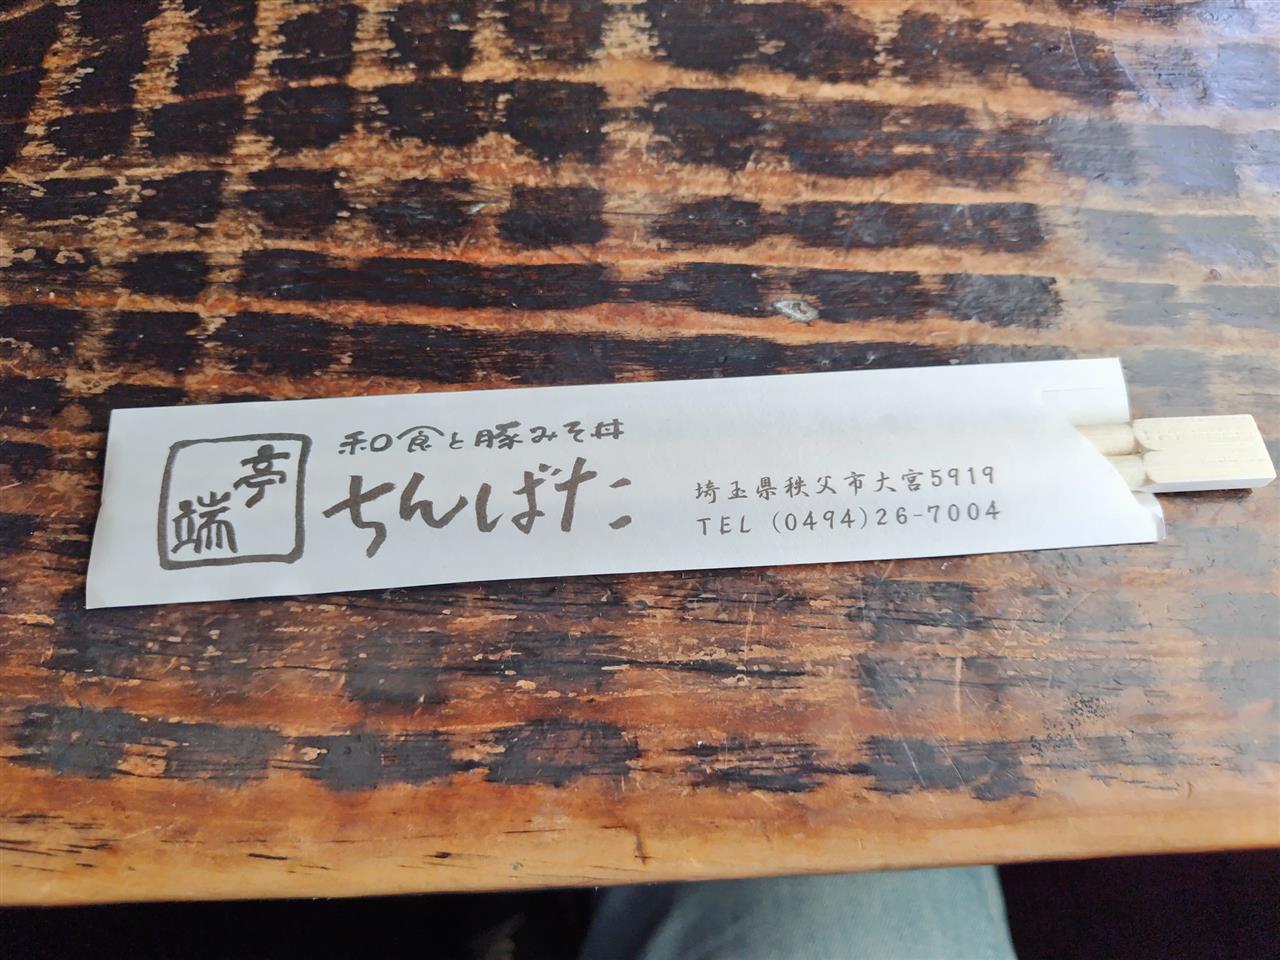 亭端
和食と豚みそ丼
ちんばた
埼玉県秩父市大宮5919
TEL (0494)26-7004